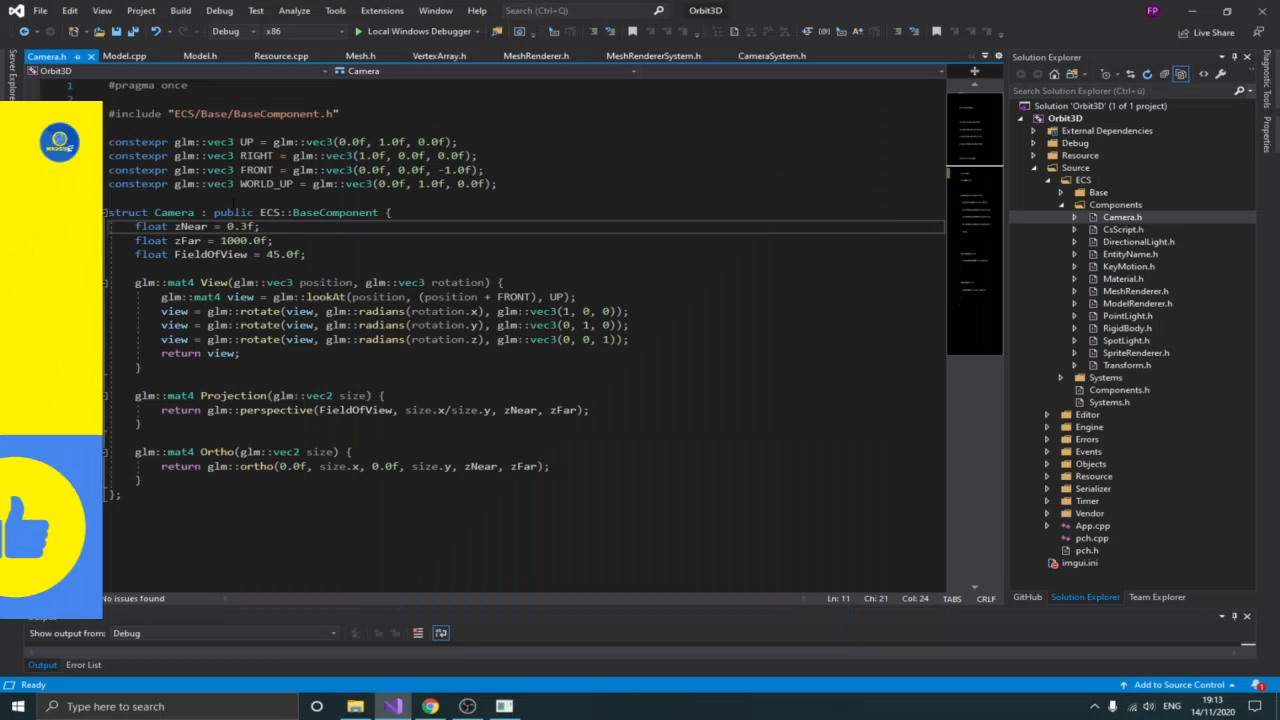 File Edit View Project Build Debug Test Analyze Tools Extensions Window Help Search (Ctrl+Q) Orbit3D FP
Debug x86 Local Windows Debugger Live Share
Server Explorer
Camera.h Model.cpp Model.h Resource.cpp Mesh.h VertexArray.h MeshRenderer.h MeshRendererSystem.h CameraSystem.h
Orbit3D Camera
1 #pragma once
2
#include "ECS/Base/BaseComponent.h"
constexpr glm::vec3 UP = glm::vec3(0.0f, 1.0f, 0.0f);
constexpr glm::vec3 RIGHT = glm::vec3(1.0f, 0.0f, 0.0f);
constexpr glm::vec3 FRONT = glm::vec3(0.0f, 0.0f, -1.0f);
constexpr glm::vec3 WORLD_UP = glm::vec3(0.0f, 1.0f, 0.0f);
struct Camera : public ECS::BaseComponent {
float zNear = 0.3f;
float zFar = 1000.0f;
float FieldOfView = 45.0f;
glm::mat4 View(glm::vec3 position, glm::vec3 rotation) {
glm::mat4 view = glm::lookAt(position, (position + FRONT), UP);
view = glm::rotate(view, glm::radians(rotation.x), glm::vec3(1, 0, 0));
view = glm::rotate(view, glm::radians(rotation.y), glm::vec3(0, 1, 0));
view = glm::rotate(view, glm::radians(rotation.z), glm::vec3(0, 0, 1));
return view;
}
glm::mat4 Projection(glm::vec2 size) {
return glm::perspective(FieldOfView, size.x/size.y, zNear, zFar);
}
glm::mat4 Ortho(glm::vec2 size) {
return glm::ortho(0.0f, size.x, 0.0f, size.y, zNear, zFar);
}
};
No issues found Ln: 11 Ch: 21 Col: 24 TABS CRLF
Solution Explorer
Search Solution Explorer (Ctrl+ù)
Solution 'Orbit3D' (1 of 1 project)
Orbit3D
External Dependencies
Debug
Resource
Source
ECS
Base
Components
Camera.h
CsScript.h
DirectionalLight.h
EntityName.h
KeyMotion.h
Material.h
MeshRenderer.h
ModelRenderer.h
PointLight.h
RigidBody.h
SpotLight.h
SpriteRenderer.h
Transform.h
Systems
Components.h
Systems.h
Editor
Engine
Errors
Events
Objects
Resource
Serializer
Timer
Vendor
App.cpp
pch.cpp
pch.h
imgui.ini
GitHub Solution Explorer Team Explorer
Diagnostic Tools
Properties
Output
Show output from: Debug
Output Error List
Ready Add to Source Control 1
Type here to search ENG 19:13
14/11/2020